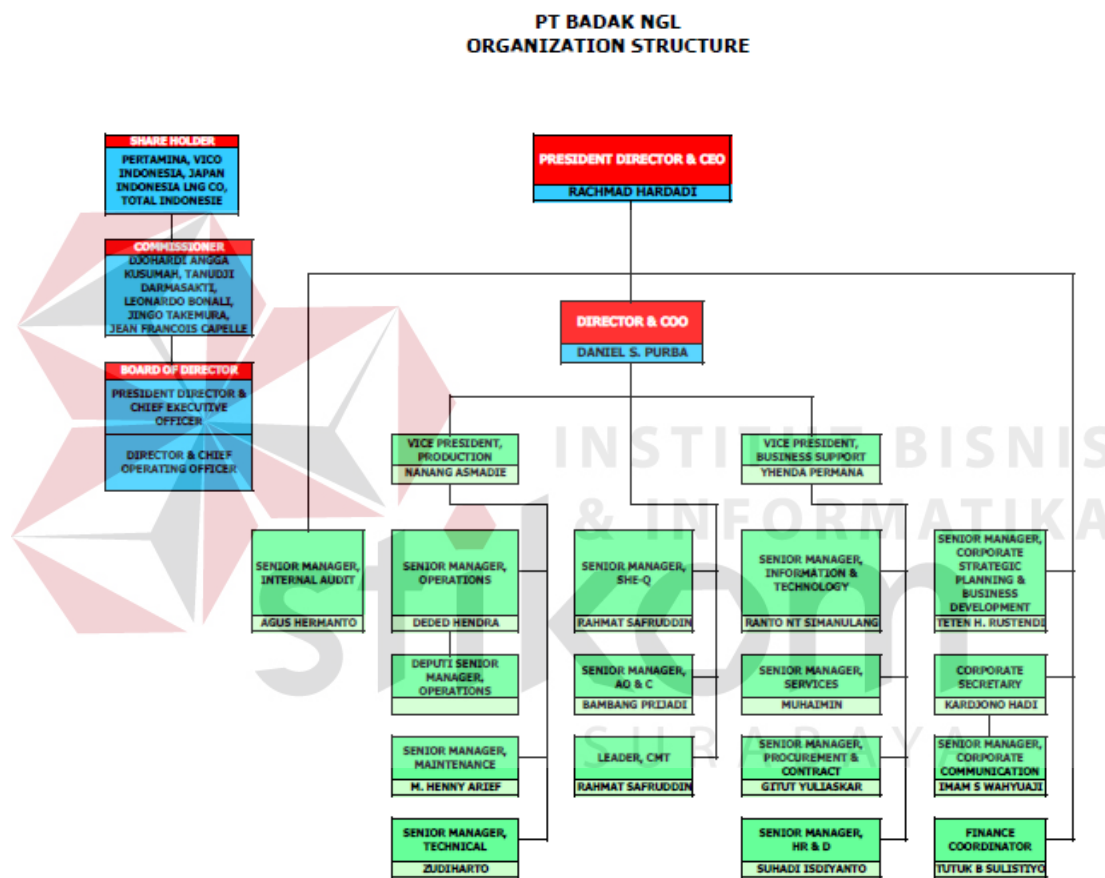 PT BADAK NGL
ORGANIZATION STRUCTURE
SHARE HOLDER
PERTAMINA, VICO
INDONESIA, JAPAN
INDONESIA LNG CO,
TOTAL INDONESIE
COMMISSIONER
DJOHARDI ANGGA
KUSUMAH, TANUDJI
DARMASAKTI,
LEONARDO BONALI,
JINGO TAKEMURA,
JEAN FRANCOIS CAPELLE
BOARD OF DIRECTOR
PRESIDENT DIRECTOR &
CHIEF EXECUTIVE
OFFICER
DIRECTOR & CHIEF
OPERATING OFFICER
PRESIDENT DIRECTOR & CEO
RACHMAD HARDADI
DIRECTOR & COO
DANIEL S. PURBA
VICE PRESIDENT,
PRODUCTION
NANANG ASMADIE
VICE PRESIDENT,
BUSINESS SUPPORT
YHENDA PERMANA
SENIOR MANAGER,
INTERNAL AUDIT
AGUS HERMANTO
SENIOR MANAGER,
OPERATIONS
DEDED HENDRA
DEPUTI SENIOR
MANAGER,
OPERATIONS
SENIOR MANAGER,
MAINTENANCE
M. HENNY ARIEF
SENIOR MANAGER,
TECHNICAL
ZUDIHARTO
SENIOR MANAGER,
SHE-Q
RAHMAT SAFRUDDIN
SENIOR MANAGER,
AO & C
BAMBANG PRIJADI
LEADER, CMT
RAHMAT SAFRUDDIN
SENIOR MANAGER,
INFORMATION &
TECHNOLOGY
RANTO NT SIMANULANG
SENIOR MANAGER,
SERVICES
MUHAIMIN
SENIOR MANAGER,
PROCUREMENT &
CONTRACT
GITUT YULIASKAR
SENIOR MANAGER,
HR & D
SUHADI ISDIYANTO
SENIOR MANAGER,
CORPORATE
STRATEGIC
PLANNING &
BUSINESS
DEVELOPMENT
TETEN H. RUSTENDI
CORPORATE
SECRETARY
KARDJONO HADI
SENIOR MANAGER,
CORPORATE
COMMUNICATION
IMAM S WAHYUAJI
FINANCE
COORDINATOR
TUTUK B SULISTIYO
INSTITUT BISNIS
& INFORMATIKA
stikom
SURABAYA